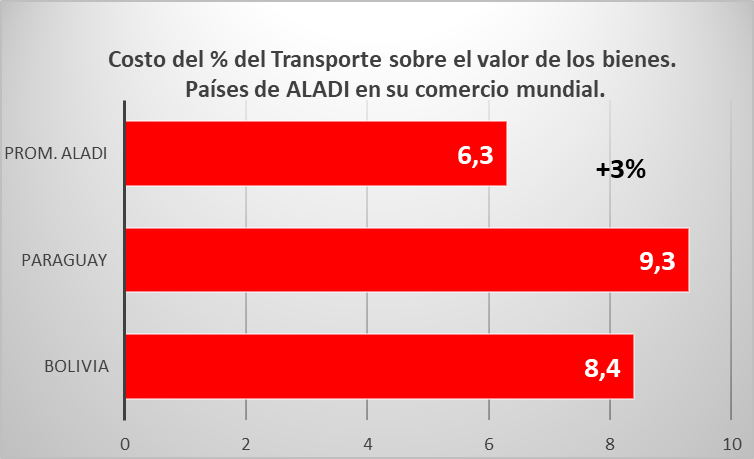 Costo del % del Transporte sobre el valor de los bienes.
Países de ALADI en su comercio mundial.
PROM. ALADI
6,3
+3%
PARAGUAY
9,3
BOLIVIA
8,4
0 2 4 6 8 10